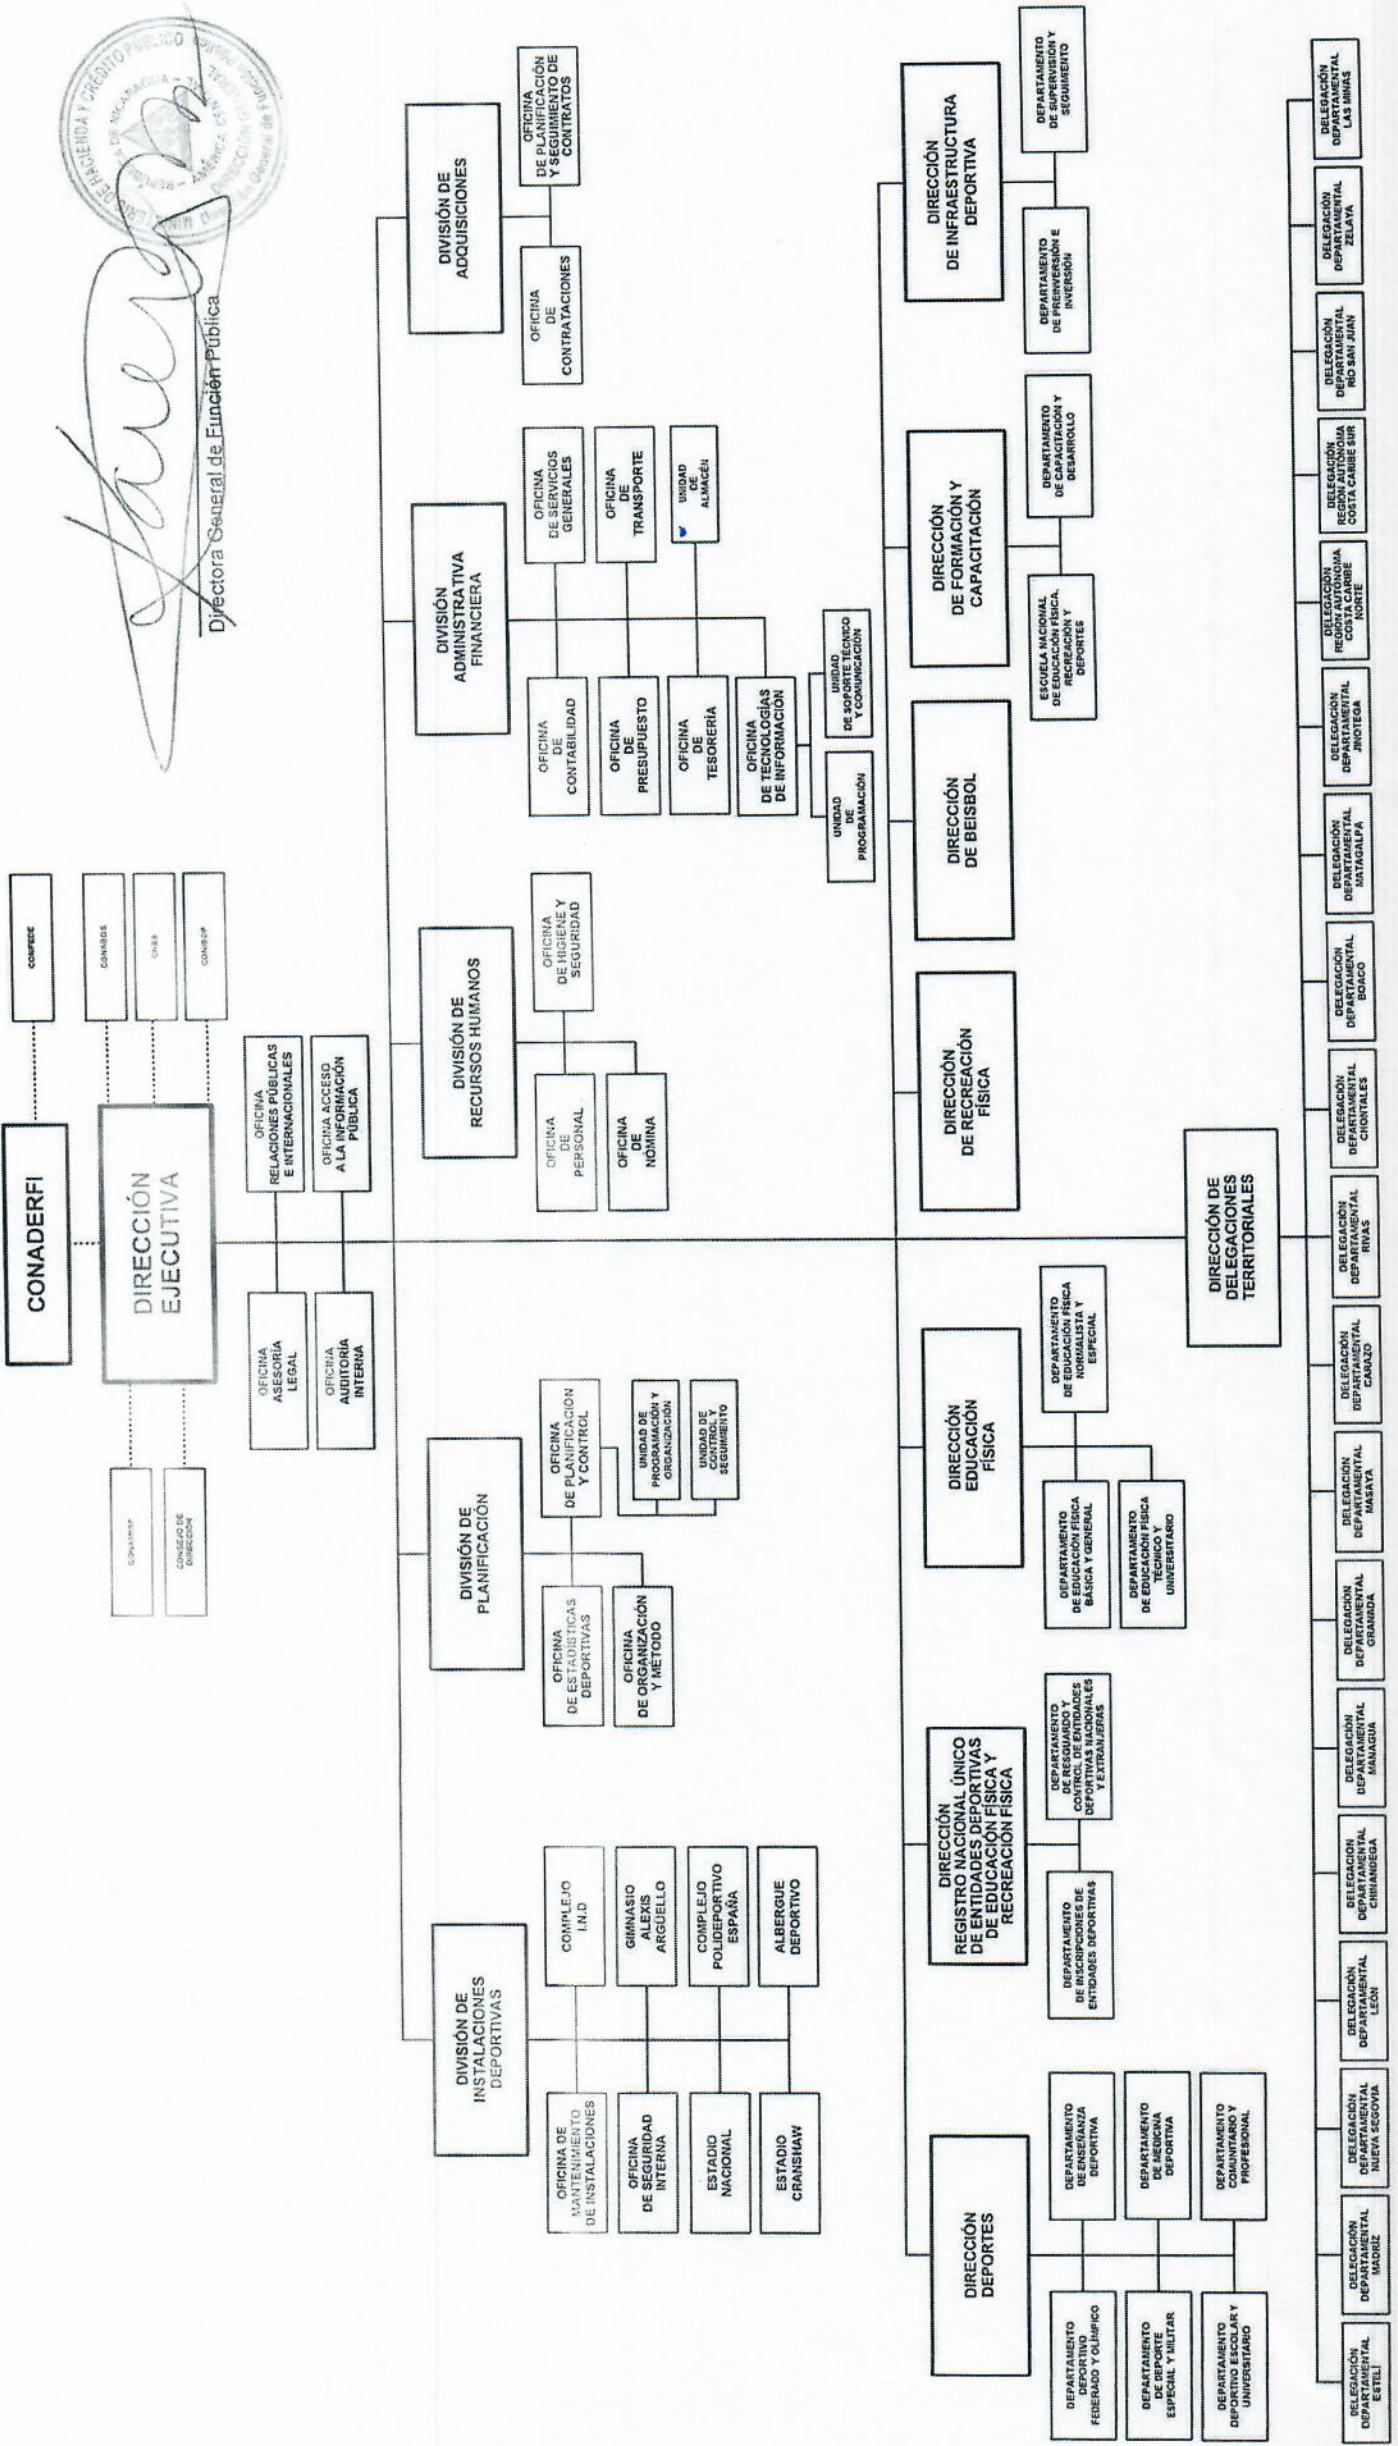 CONADERFI
CONFEDE
DIRECCIÓN
EJECUTIVA
CONSEJO DE
DIRECCIÓN
OFICINA
ASESORÍA
LEGAL
OFICINA
RELACIONES PÚBLICAS
E INTERNACIONALES
OFICINA
AUDITORÍA
INTERNA
OFICINA ACCESO
A LA INFORMACIÓN
PÚBLICA
MINISTERIO DE HACIENDA Y CRÉDITO PÚBLICO
Directora General de Función Pública
DIVISIÓN DE
INSTALACIONES
DEPORTIVAS
OFICINA DE
MANTENIMIENTO
DE INSTALACIONES
COMPLEJO
I.N.D
OFICINA
DE SEGURIDAD
INTERNA
GIMNASIO
ALEXIS
ARGÜELLO
ESTADIO
NACIONAL
COMPLEJO
POLIDEPORTIVO
ESPAÑA
ESTADIO
CRANSHAW
ALBERGUE
DEPORTIVO
DIVISIÓN DE
PLANIFICACIÓN
OFICINA
DE ESTADÍSTICAS
DEPORTIVAS
OFICINA
DE PLANIFICACIÓN
Y CONTROL
OFICINA
DE ORGANIZACIÓN
Y MÉTODO
UNIDAD DE
PROGRAMACIÓN Y
ORGANIZACIÓN
UNIDAD DE
CONTROL Y
SEGUIMIENTO
DIVISIÓN DE
RECURSOS HUMANOS
OFICINA
DE
PERSONAL
OFICINA
DE HIGIENE Y
SEGURIDAD
OFICINA
DE
NÓMINA
DIVISIÓN
ADMINISTRATIVA
FINANCIERA
OFICINA
DE
CONTABILIDAD
OFICINA
DE SERVICIOS
GENERALES
OFICINA
DE
PRESUPUESTO
OFICINA
DE
TRANSPORTE
OFICINA
DE
TESORERÍA
UNIDAD
DE
ALMACÉN
OFICINA
DE TECNOLOGÍAS
DE INFORMACIÓN
UNIDAD
DE
PROGRAMACIÓN
UNIDAD
DE SOPORTE TÉCNICO
Y COMUNICACIÓN
DIVISIÓN DE
ADQUISICIONES
OFICINA
DE
CONTRATACIONES
OFICINA
DE PLANIFICACIÓN
Y SEGUIMIENTO DE
CONTRATOS
DIRECCIÓN
DEPORTES
DEPARTAMENTO
DEPORTIVO
FEDERADO Y OLÍMPICO
DEPARTAMENTO
DE ENSEÑANZA
DEPORTIVA
DEPARTAMENTO
DE DEPORTE
ESPECIAL Y MILITAR
DEPARTAMENTO
DE MEDICINA
DEPORTIVA
DEPARTAMENTO
DEPORTIVO ESCOLAR Y
UNIVERSITARIO
DEPARTAMENTO
COMUNITARIO Y
PROFESIONAL
DIRECCIÓN
REGISTRO NACIONAL ÚNICO
DE ENTIDADES DEPORTIVAS
DE EDUCACIÓN FÍSICA Y
RECREACIÓN FÍSICA
DEPARTAMENTO
DE INSCRIPCIONES DE
ENTIDADES DEPORTIVAS
DEPARTAMENTO
DE RESGUARDO Y
CONTROL DE ENTIDADES
DEPORTIVAS NACIONALES
Y EXTRANJERAS
DIRECCIÓN
EDUCACIÓN
FÍSICA
DEPARTAMENTO
DE EDUCACIÓN FÍSICA
BÁSICA Y GENERAL
DEPARTAMENTO
DE EDUCACIÓN FÍSICA
NORMALISTA Y
ESPECIAL
DEPARTAMENTO
DE EDUCACIÓN FÍSICA
TÉCNICO Y
UNIVERSITARIO
DIRECCIÓN
DE RECREACIÓN
FÍSICA
DIRECCIÓN
DE BEISBOL
DIRECCIÓN
DE FORMACIÓN Y
CAPACITACIÓN
ESCUELA NACIONAL
DE EDUCACIÓN FÍSICA,
RECREACIÓN Y
DEPORTES
DEPARTAMENTO
DE CAPACITACIÓN Y
DESARROLLO
DIRECCIÓN
DE INFRAESTRUCTURA
DEPORTIVA
DEPARTAMENTO
DE PREINVERSIÓN E
INVERSIÓN
DEPARTAMENTO
DE SUPERVISIÓN Y
SEGUIMIENTO
DIRECCIÓN DE
DELEGACIONES
TERRITORIALES
DELEGACIÓN
DEPARTAMENTAL
ESTELÍ
DELEGACIÓN
DEPARTAMENTAL
MADRÍZ
DELEGACIÓN
DEPARTAMENTAL
NUEVA SEGOVIA
DELEGACIÓN
DEPARTAMENTAL
LEÓN
DELEGACIÓN
DEPARTAMENTAL
CHINANDEGA
DELEGACIÓN
DEPARTAMENTAL
MANAGUA
DELEGACIÓN
DEPARTAMENTAL
GRANADA
DELEGACIÓN
DEPARTAMENTAL
MASAYA
DELEGACIÓN
DEPARTAMENTAL
CARAZO
DELEGACIÓN
DEPARTAMENTAL
RIVAS
DELEGACIÓN
DEPARTAMENTAL
CHONTALES
DELEGACIÓN
DEPARTAMENTAL
BOACO
DELEGACIÓN
DEPARTAMENTAL
MATAGALPA
DELEGACIÓN
DEPARTAMENTAL
JINOTEGA
DELEGACIÓN
REGIÓN AUTÓNOMA
COSTA CARIBE
NORTE
DELEGACIÓN
REGIÓN AUTÓNOMA
COSTA CARIBE SUR
DELEGACIÓN
DEPARTAMENTAL
RÍO SAN JUAN
DELEGACIÓN
DEPARTAMENTAL
ZELAYA
DELEGACIÓN
DEPARTAMENTAL
LAS MINAS